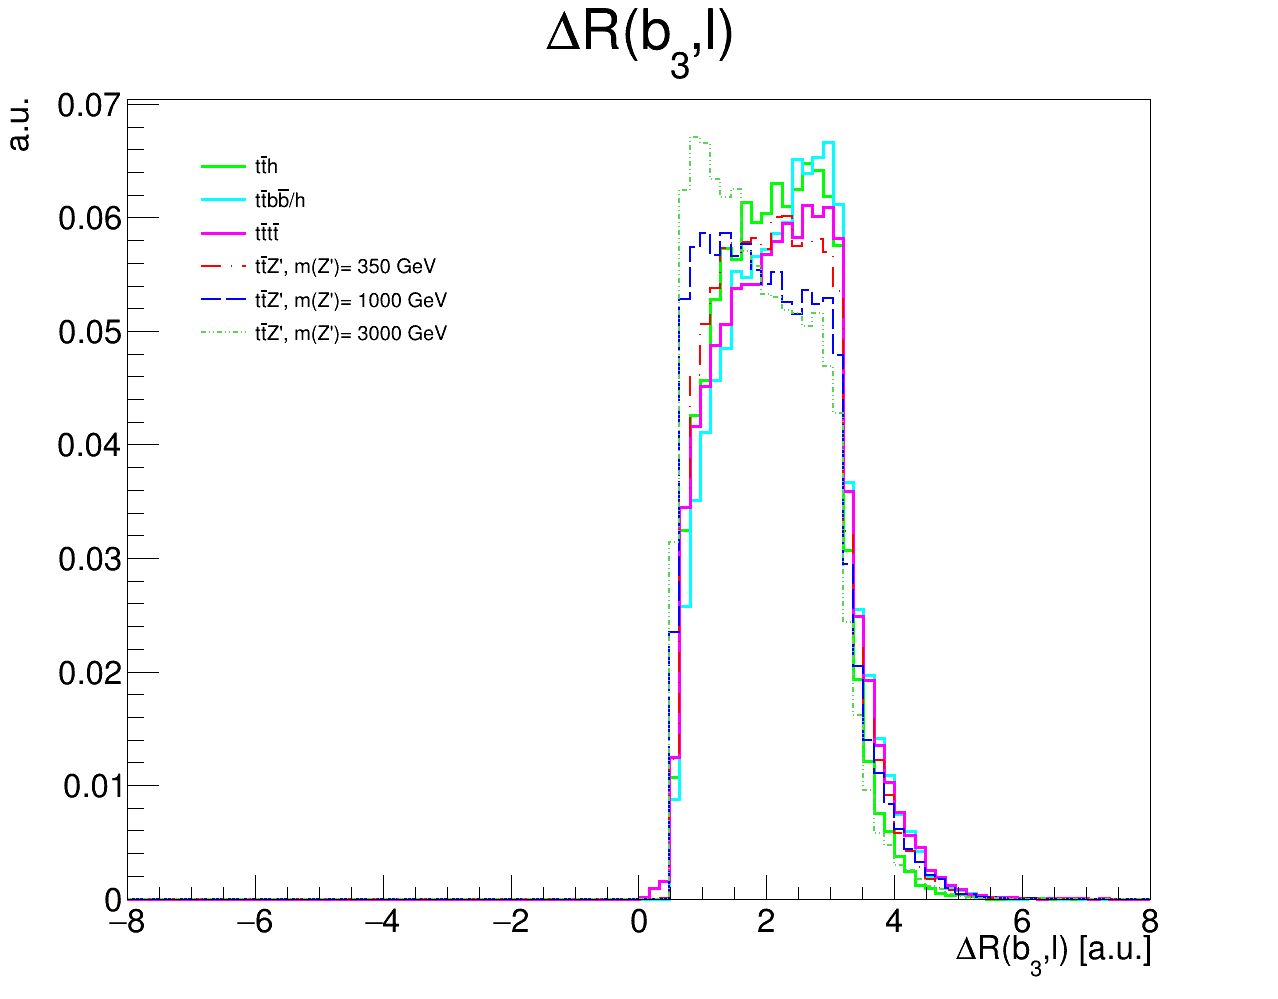 ΔR(b₃,l)
a.u.
0.07
0.06
0.05
0.04
0.03
0.02
0.01
0
tt̄h
tt̄bb̄/h
tt̄tt̄
tt̄Z', m(Z')= 350 GeV
tt̄Z', m(Z')= 1000 GeV
tt̄Z', m(Z')= 3000 GeV
−8 −6 −4 −2 0 2 4 6 8
ΔR(b₃,l) [a.u.]